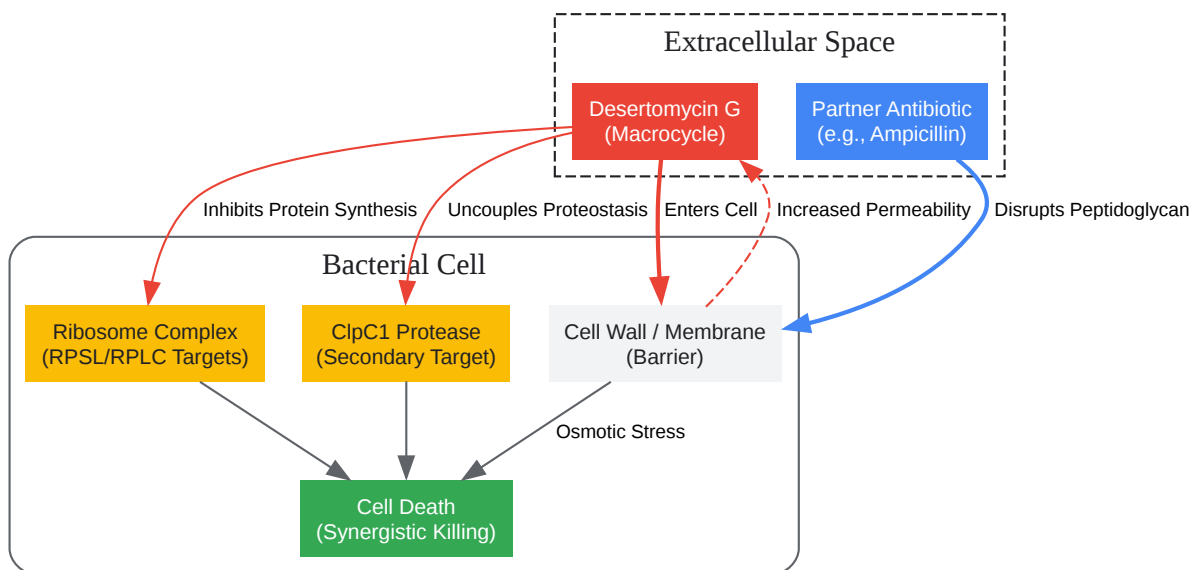 Extracellular Space
Desertomycin G
(Macrocycle)
Partner Antibiotic
(e.g., Ampicillin)
Inhibits Protein Synthesis
Uncouples Proteostasis
Enters Cell
Increased Permeability
Disrupts Peptidoglycan
Bacterial Cell
Ribosome Complex
(RPSL/RPLC Targets)
ClpC1 Protease
(Secondary Target)
Cell Wall / Membrane
(Barrier)
Osmotic Stress
Cell Death
(Synergistic Killing)